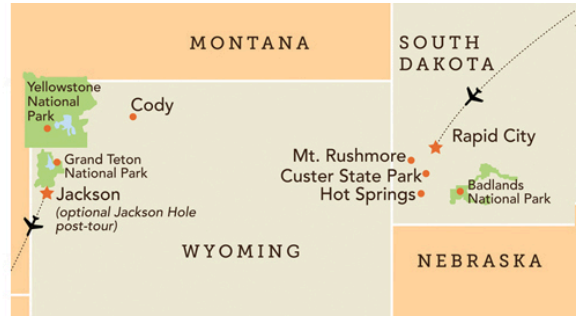 MONTANA
SOUTH
DAKOTA
Yellowstone
National
Park
Cody
Rapid City
Grand Teton
National Park
Mt. Rushmore
Custer State Park
Hot Springs
Badlands
National Park
Jackson
(optional Jackson Hole
post-tour)
WYOMING
NEBRASKA